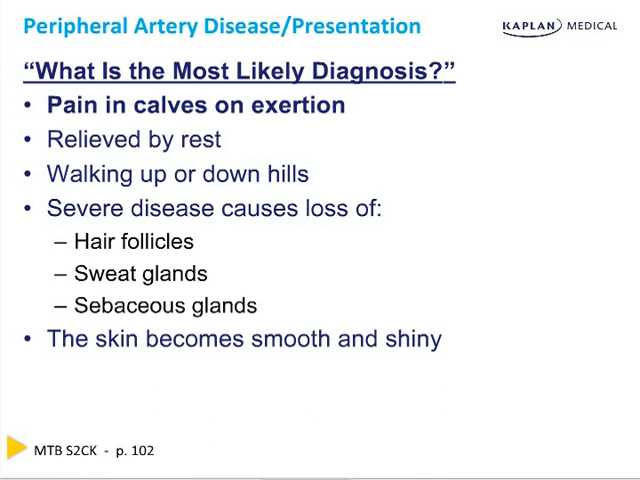 Peripheral Artery Disease/Presentation
KAPLAN MEDICAL
“What Is the Most Likely Diagnosis?”
• Pain in calves on exertion
• Relieved by rest
• Walking up or down hills
• Severe disease causes loss of:
– Hair follicles
– Sweat glands
– Sebaceous glands
• The skin becomes smooth and shiny
MTB S2CK - p. 102